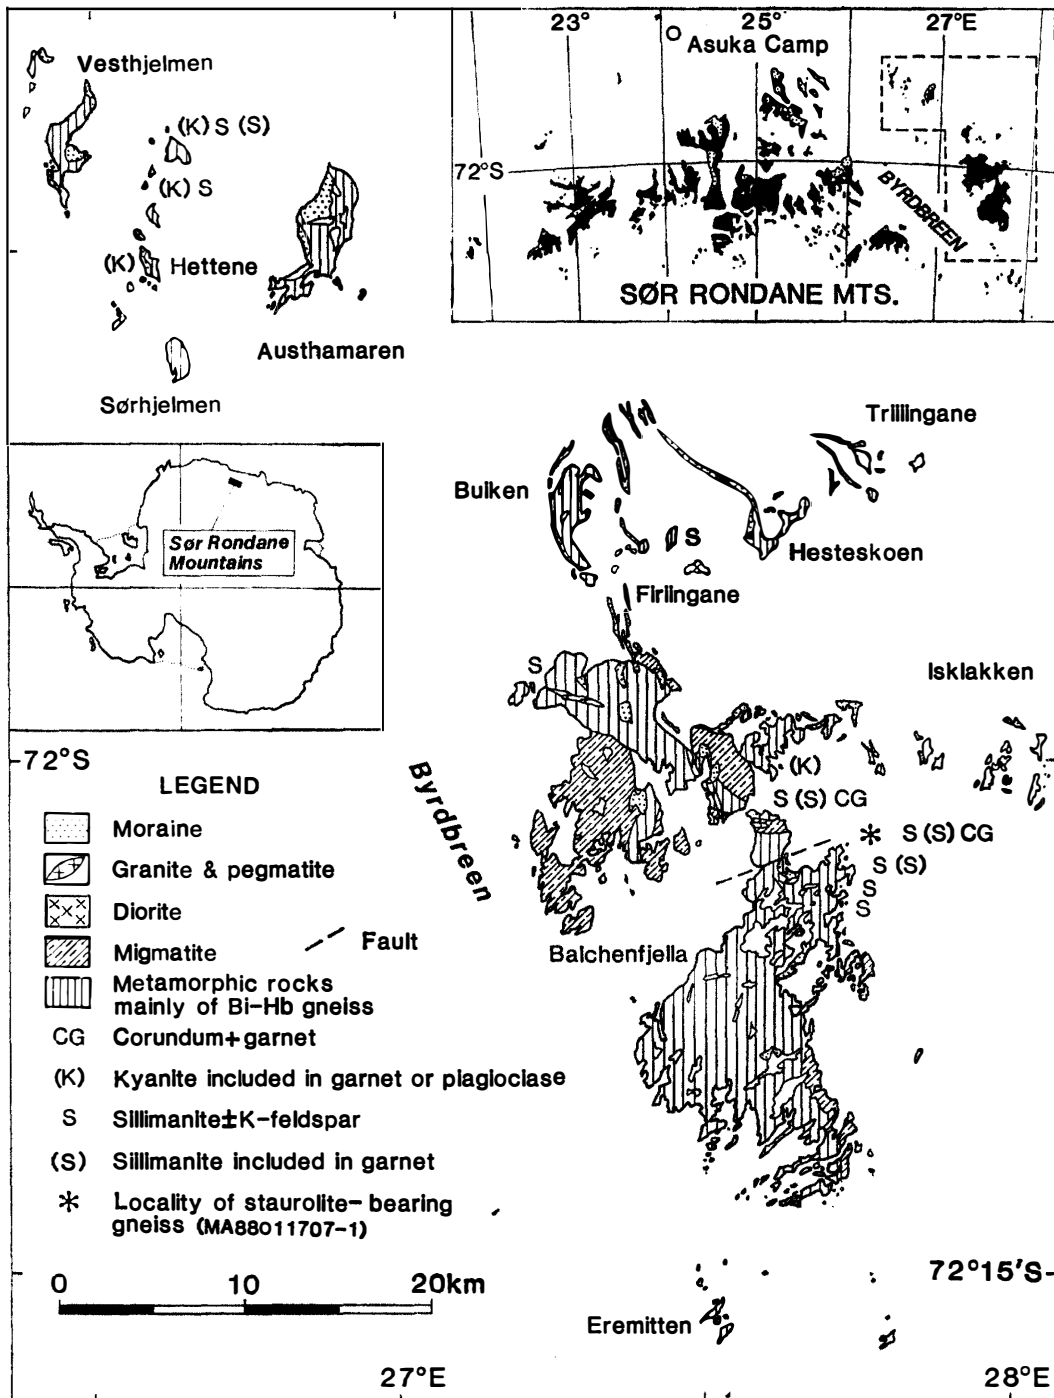 23°
25°
27°E
Asuka Camp
72°S
BYRDBREEN
SØR RONDANE MTS.
Vesthjelmen
(K) S (S)
(K) S
(K) Hettene
Austhamaren
Sørhjelmen
Sør Rondane
Mountains
Trillingane
Buiken
S
Hesteskoen
Firlingane
S
Isklakken
72°S
(K)
S (S) CG
* S (S) CG
S (S)
S
S
Byrdbreen
Balchenfjella
LEGEND
Moraine
Granite & pegmatite
Diorite
Migmatite
Fault
Metamorphic rocks
mainly of Bi-Hb gneiss
CG Corundum+garnet
(K) Kyanite included in garnet or plagioclase
S Sillimanite±K-feldspar
(S) Sillimanite included in garnet
* Locality of staurolite-bearing
gneiss (MA88011707-1)
0 10 20km
72°15'S
Eremitten
27°E
28°E